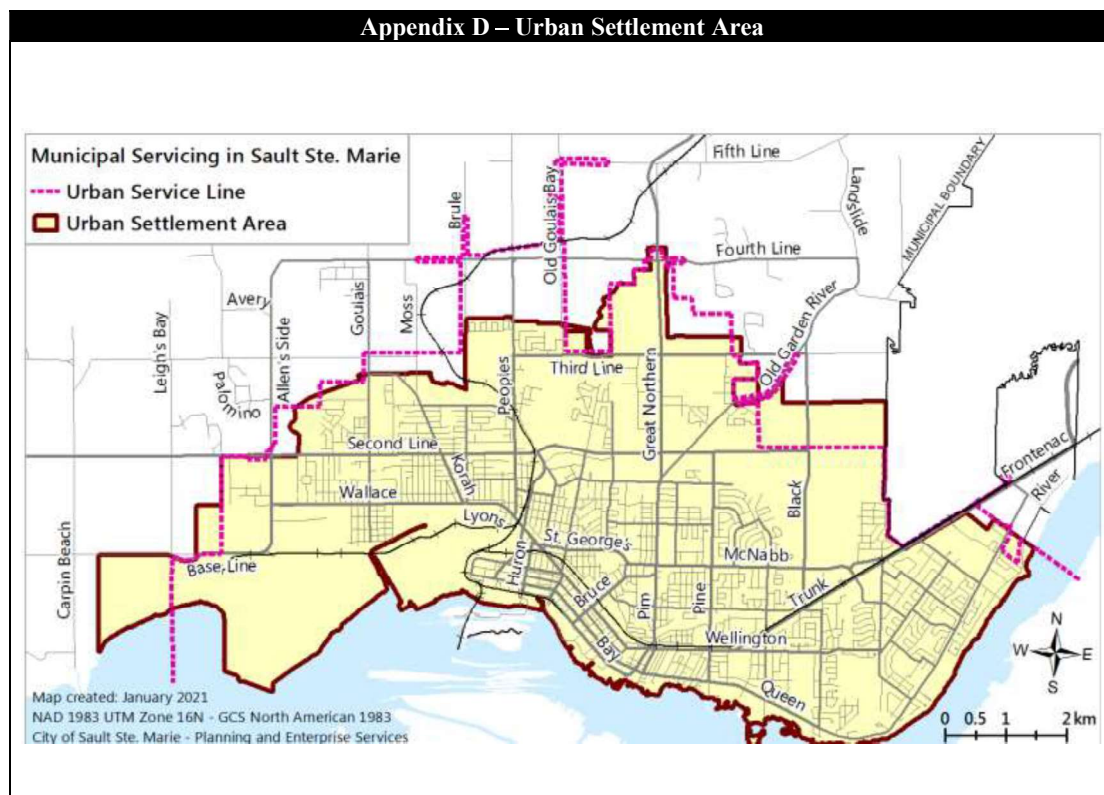 Appendix D – Urban Settlement Area
Municipal Servicing in Sault Ste. Marie
Urban Service Line
Urban Settlement Area
Fifth Line
Landslide
MUNICIPAL BOUNDARY
Brule
Old Goulais Bay
Fourth Line
Avery
Goulais
Moss
Leigh's Bay
Allen's Side
Palomino
Peoples
Third Line
Great Northern
Old Garden River
Second Line
Korah
Wallace
Lyons
Black
Frontenac
River
Carpin Beach
Base Line
Huron
St. George's
Bruce
McNabb
Trunk
Pim
Pine
Bay
Wellington
Queen
N
W
E
S
Map created: January 2021
NAD 1983 UTM Zone 16N - GCS North American 1983
City of Sault Ste. Marie - Planning and Enterprise Services
0 0.5 1 2 km